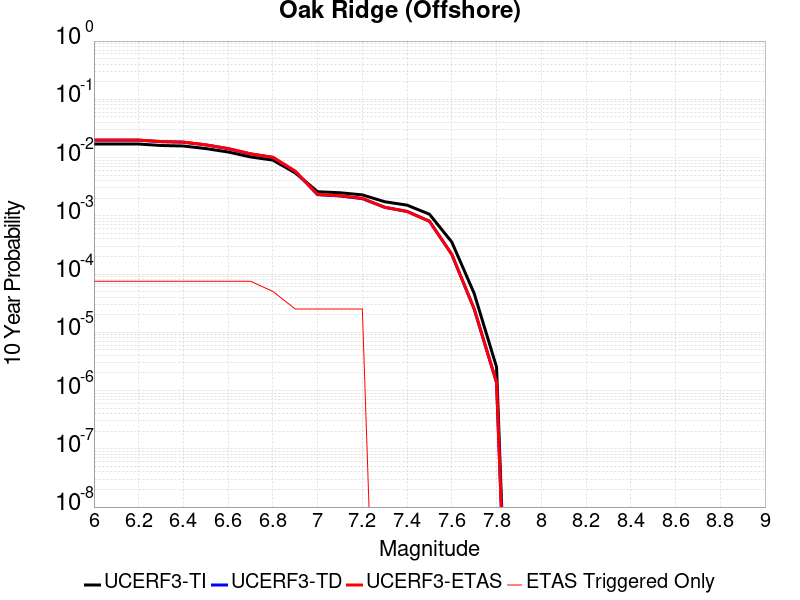 Oak Ridge (Offshore)
10^0
10^-1
10^-2
10^-3
10^-4
10^-5
10^-6
10^-7
10^-8
10 Year Probability
6 6.2 6.4 6.6 6.8 7 7.2 7.4 7.6 7.8 8 8.2 8.4 8.6 8.8 9
Magnitude
UCERF3-TI UCERF3-TD UCERF3-ETAS ETAS Triggered Only